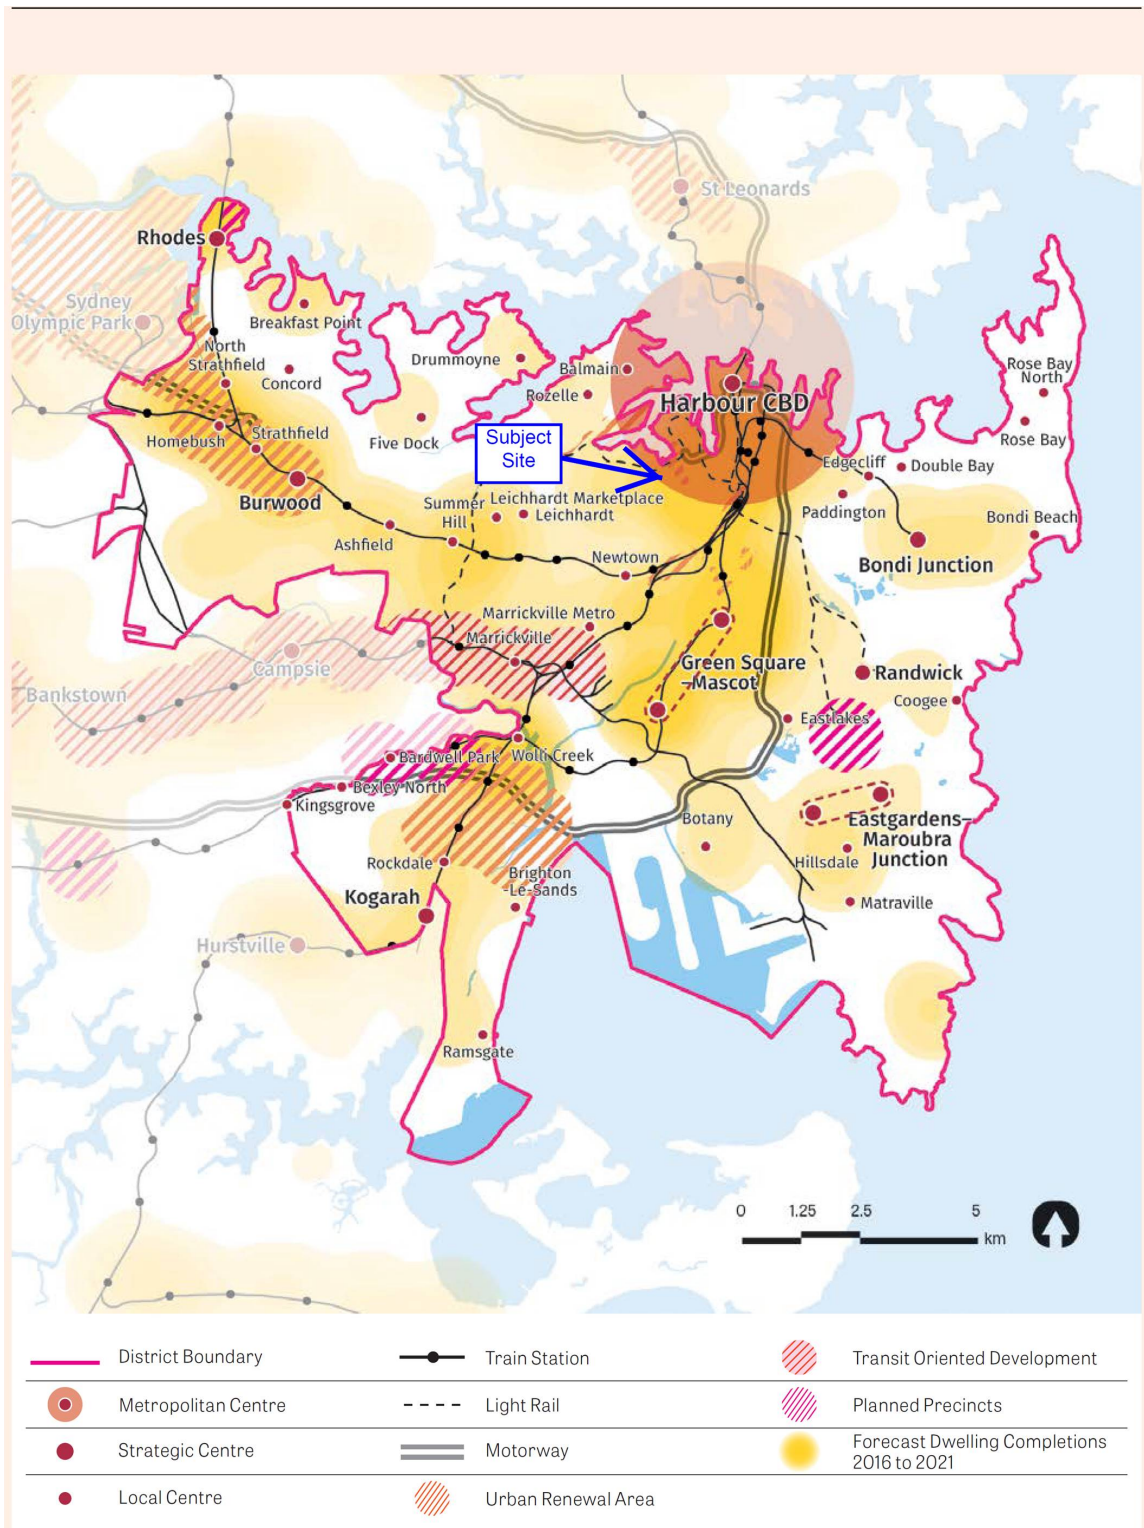 St Leonards
Rhodes
Sydney
Olympic Park
Breakfast Point
North
Strathfield
Concord
Drummoyne
Balmain
Rozelle
Harbour CBD
Rose Bay
North
Rose Bay
Homebush
Strathfield
Five Dock
Subject
Site
Edgecliff
Double Bay
Burwood
Summer
Hill
Leichhardt Marketplace
Leichhardt
Paddington
Bondi Beach
Ashfield
Newtown
Bondi Junction
Marrickville Metro
Marrickville
Campsie
Green Square
–Mascot
Randwick
Coogee
Bankstown
Eastlakes
Bardwell Park
Wolli Creek
Bexley North
Kingsgrove
Botany
Eastgardens–
Maroubra
Junction
Hillsdale
Rockdale
Brighton
-Le-Sands
Kogarah
Matraville
Hurstville
Ramsgate
0 1.25 2.5 5
km
District Boundary
Train Station
Transit Oriented Development
Metropolitan Centre
Light Rail
Planned Precincts
Strategic Centre
Motorway
Forecast Dwelling Completions
2016 to 2021
Local Centre
Urban Renewal Area